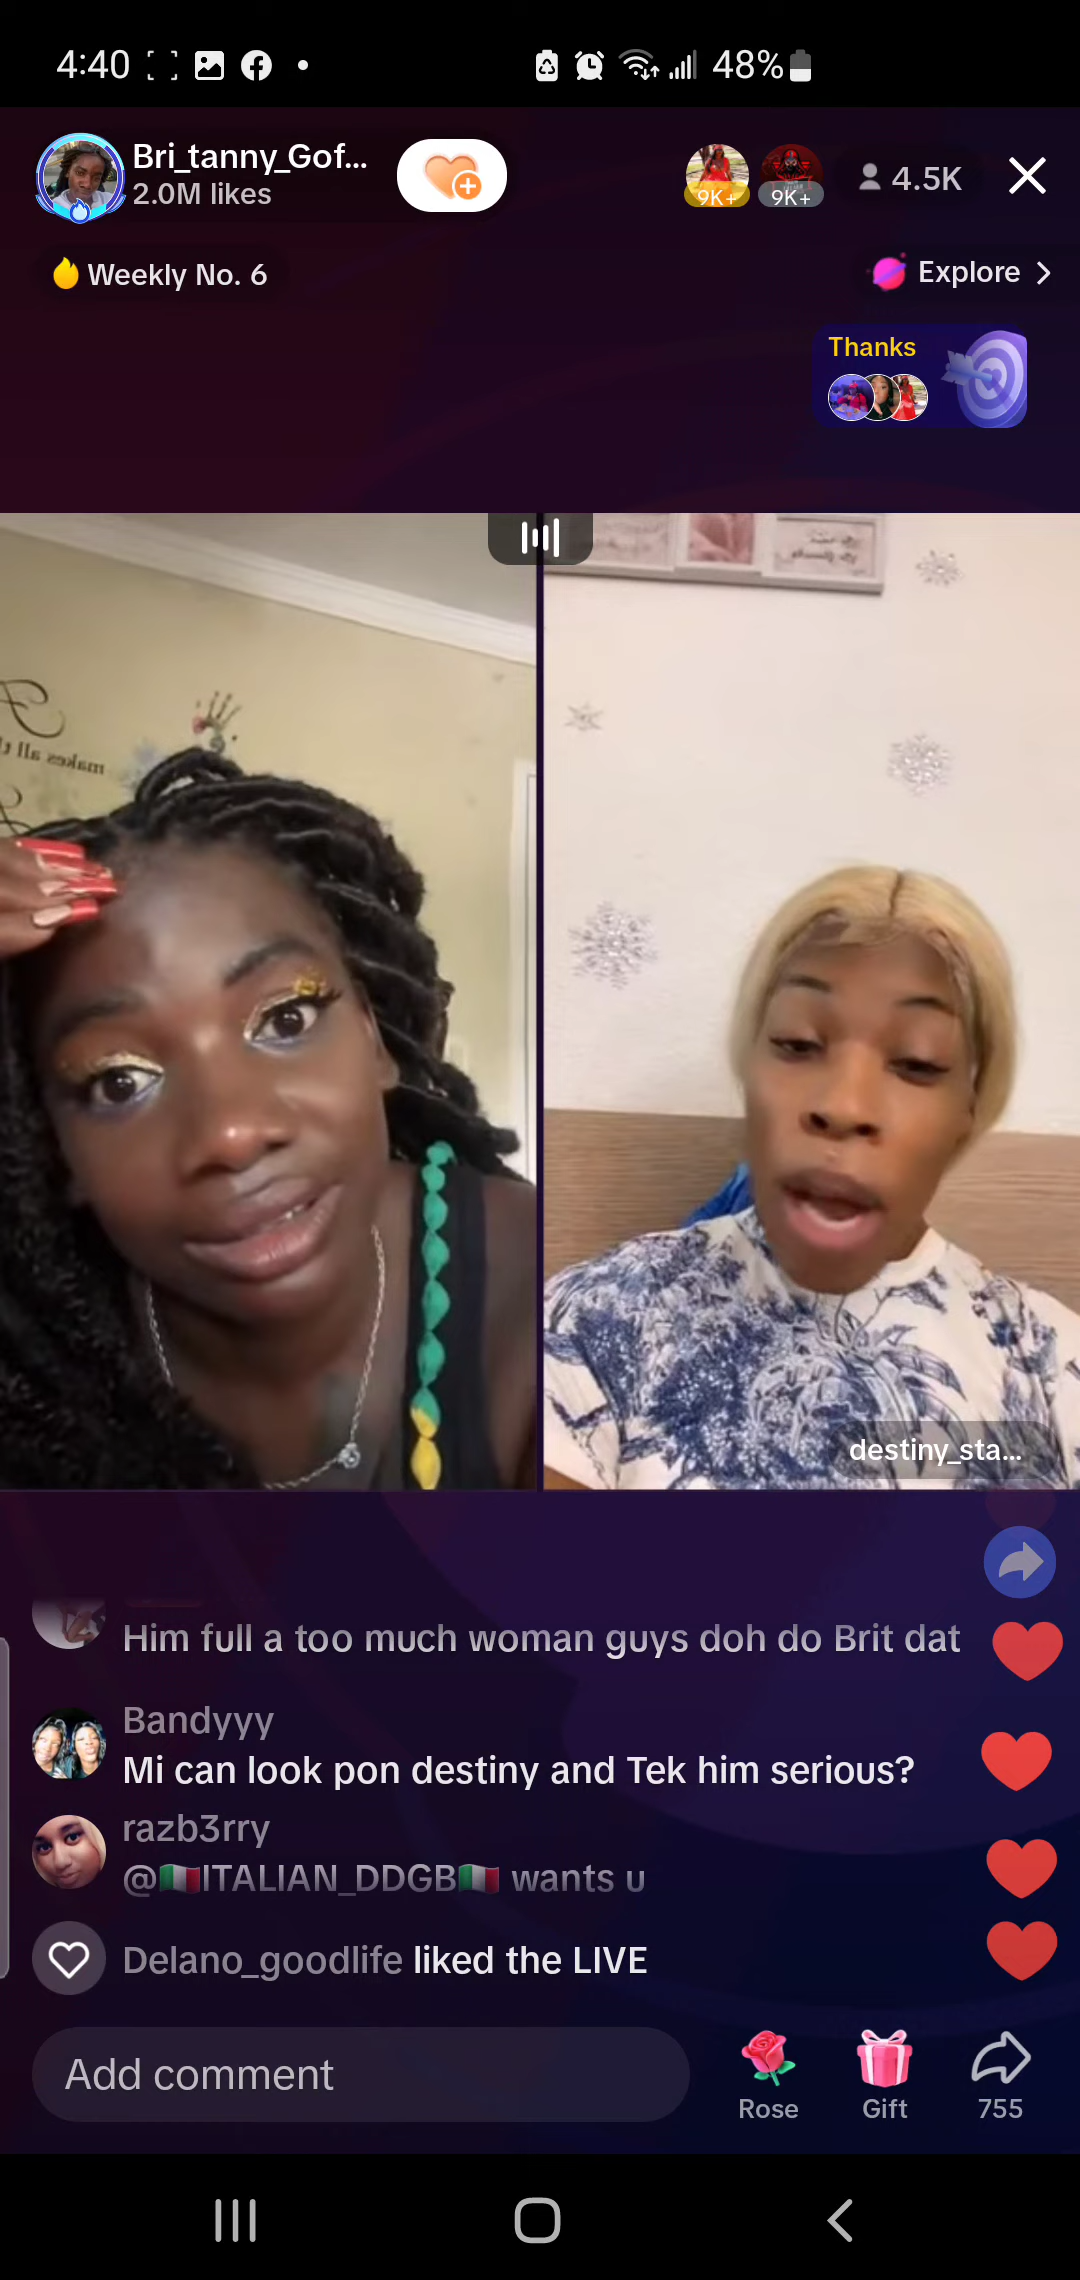 4:40
48%
Bri_tanny_Gof...
2.0M likes
9K+
9K+
4.5K
Weekly No. 6
Explore
Thanks
makes all
destiny_sta...
Him full a too much woman guys doh do Brit dat
Bandyyy
Mi can look pon destiny and Tek him serious?
razb3rry
@🇮🇹ITALIAN_DDGB🇮🇹 wants u
Delano_goodlife liked the LIVE
Add comment
Rose
Gift
755